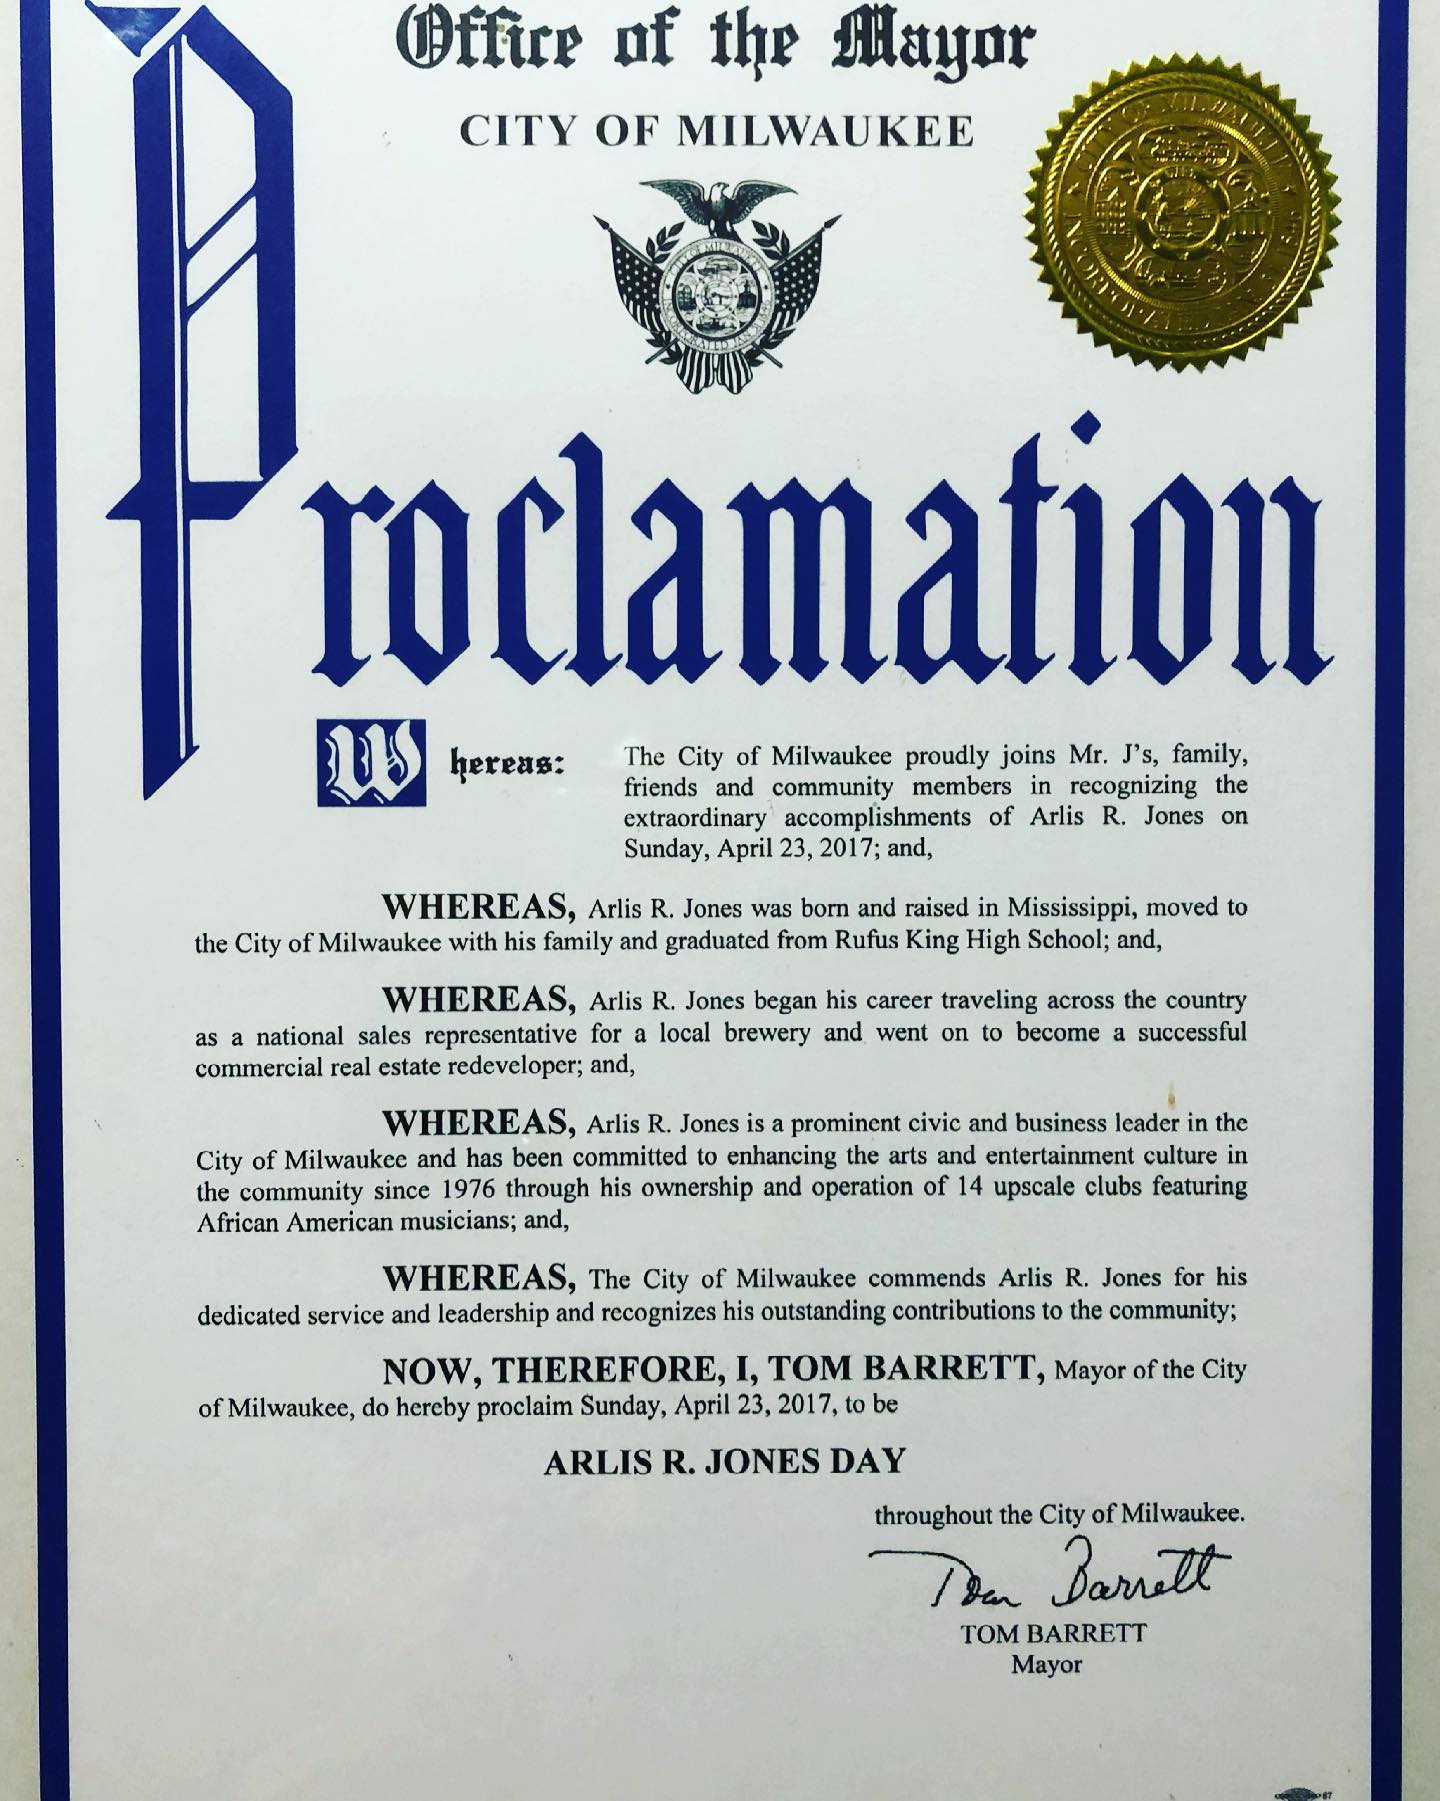 Office of the Mayor
CITY OF MILWAUKEE
CITY OF MILWAUKEE
INCORPORATED
CITY OF MILWAUKEE
INCORPORATED
Proclamation
Whereas: The City of Milwaukee proudly joins Mr. J's, family,
friends and community members in recognizing the
extraordinary accomplishments of Arlis R. Jones on
Sunday, April 23, 2017; and,
WHEREAS, Arlis R. Jones was born and raised in Mississippi, moved to
the City of Milwaukee with his family and graduated from Rufus King High School; and,
WHEREAS, Arlis R. Jones began his career traveling across the country
as a national sales representative for a local brewery and went on to become a successful
commercial real estate redeveloper; and,
WHEREAS, Arlis R. Jones is a prominent civic and business leader in the
City of Milwaukee and has been committed to enhancing the arts and entertainment culture in
the community since 1976 through his ownership and operation of 14 upscale clubs featuring
African American musicians; and,
WHEREAS, The City of Milwaukee commends Arlis R. Jones for his
dedicated service and leadership and recognizes his outstanding contributions to the community;
NOW, THEREFORE, I, TOM BARRETT, Mayor of the City
of Milwaukee, do hereby proclaim Sunday, April 23, 2017, to be
ARLIS R. JONES DAY
throughout the City of Milwaukee.
Tom Barrett
TOM BARRETT
Mayor
87